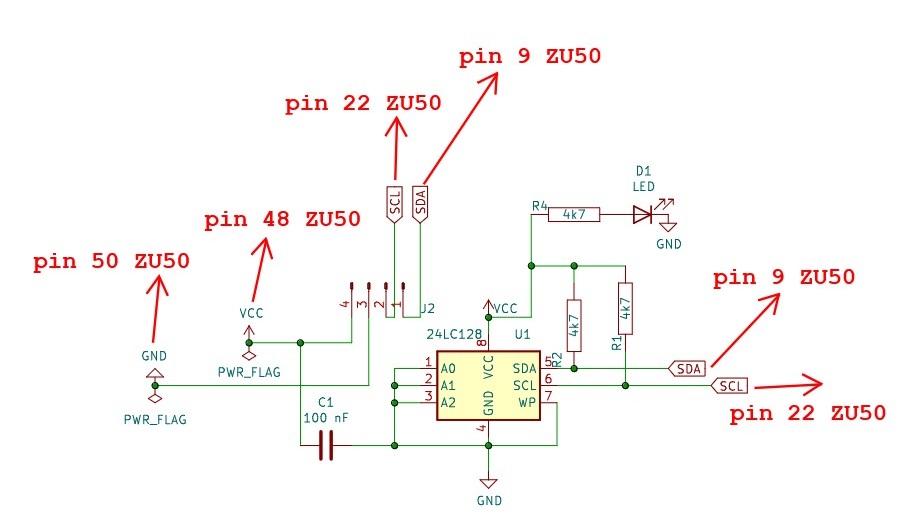 pin 9 ZU50
pin 22 ZU50
D1
LED
SCL
SDA
R4
4k7
pin 48 ZU50
GND
pin 50 ZU50
pin 9 ZU50
4
3
2
1
J2
VCC
VCC
4k7
4k7
24LC128
U1
8
R1
GND
PWR_FLAG
1
A0
VCC
SDA
5
R2
SDA
2
A1
SCL
6
SCL
3
A2
GND
WP
7
pin 22 ZU50
PWR_FLAG
C1
100 nF
4
GND